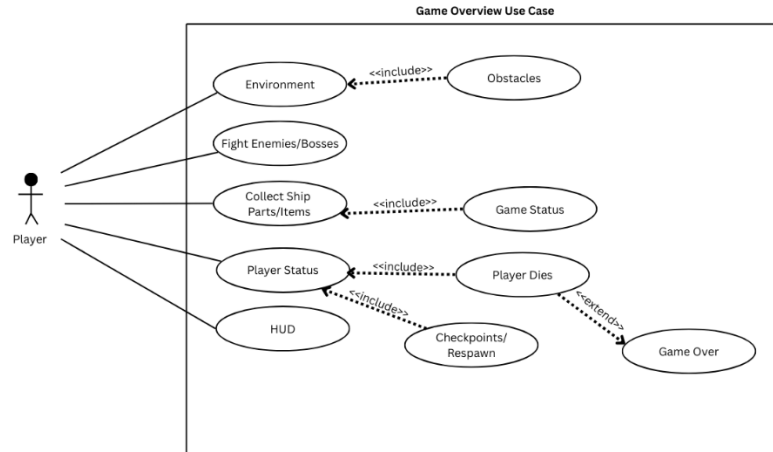 Game Overview Use Case
<<include>>
Environment
Obstacles
Fight Enemies/Bosses
Collect Ship
Parts/Items
<<include>>
Game Status
Player
Player Status
<<include>>
Player Dies
<<include>>
<<extend>>
HUD
Checkpoints/
Respawn
Game Over